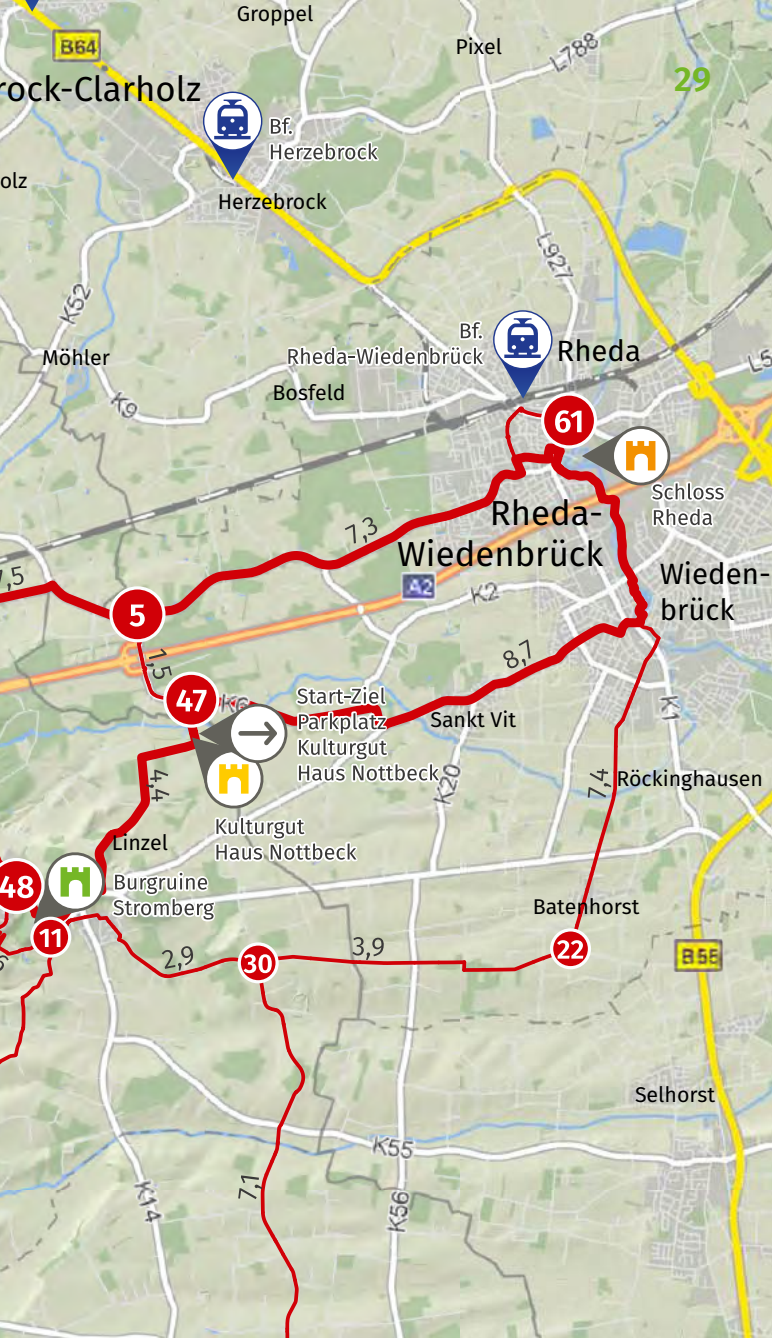 Groppel
B64
Pixel
L788
29
rock-Clarholz
Bf.
Herzebrock
olz
Herzebrock
L927
K52
Bf.
Rheda-Wiedenbrück
Rheda
Möhler
L5
K9
Bosfeld
61
Schloss
Rheda
7,3
Rheda-
Wiedenbrück
7,5
A2
K2
Wieden-
brück
5
1,5
8,7
47
K6
Start-Ziel
Parkplatz
Kulturgut
Haus Nottbeck
Sankt Vit
K1
4,4
K20
7,4
Röckinghausen
Kulturgut
Haus Nottbeck
Linzel
48
Burgruine
Stromberg
Batenhorst
11
2,9
30
3,9
22
B55
Selhorst
K55
7,1
K14
K56